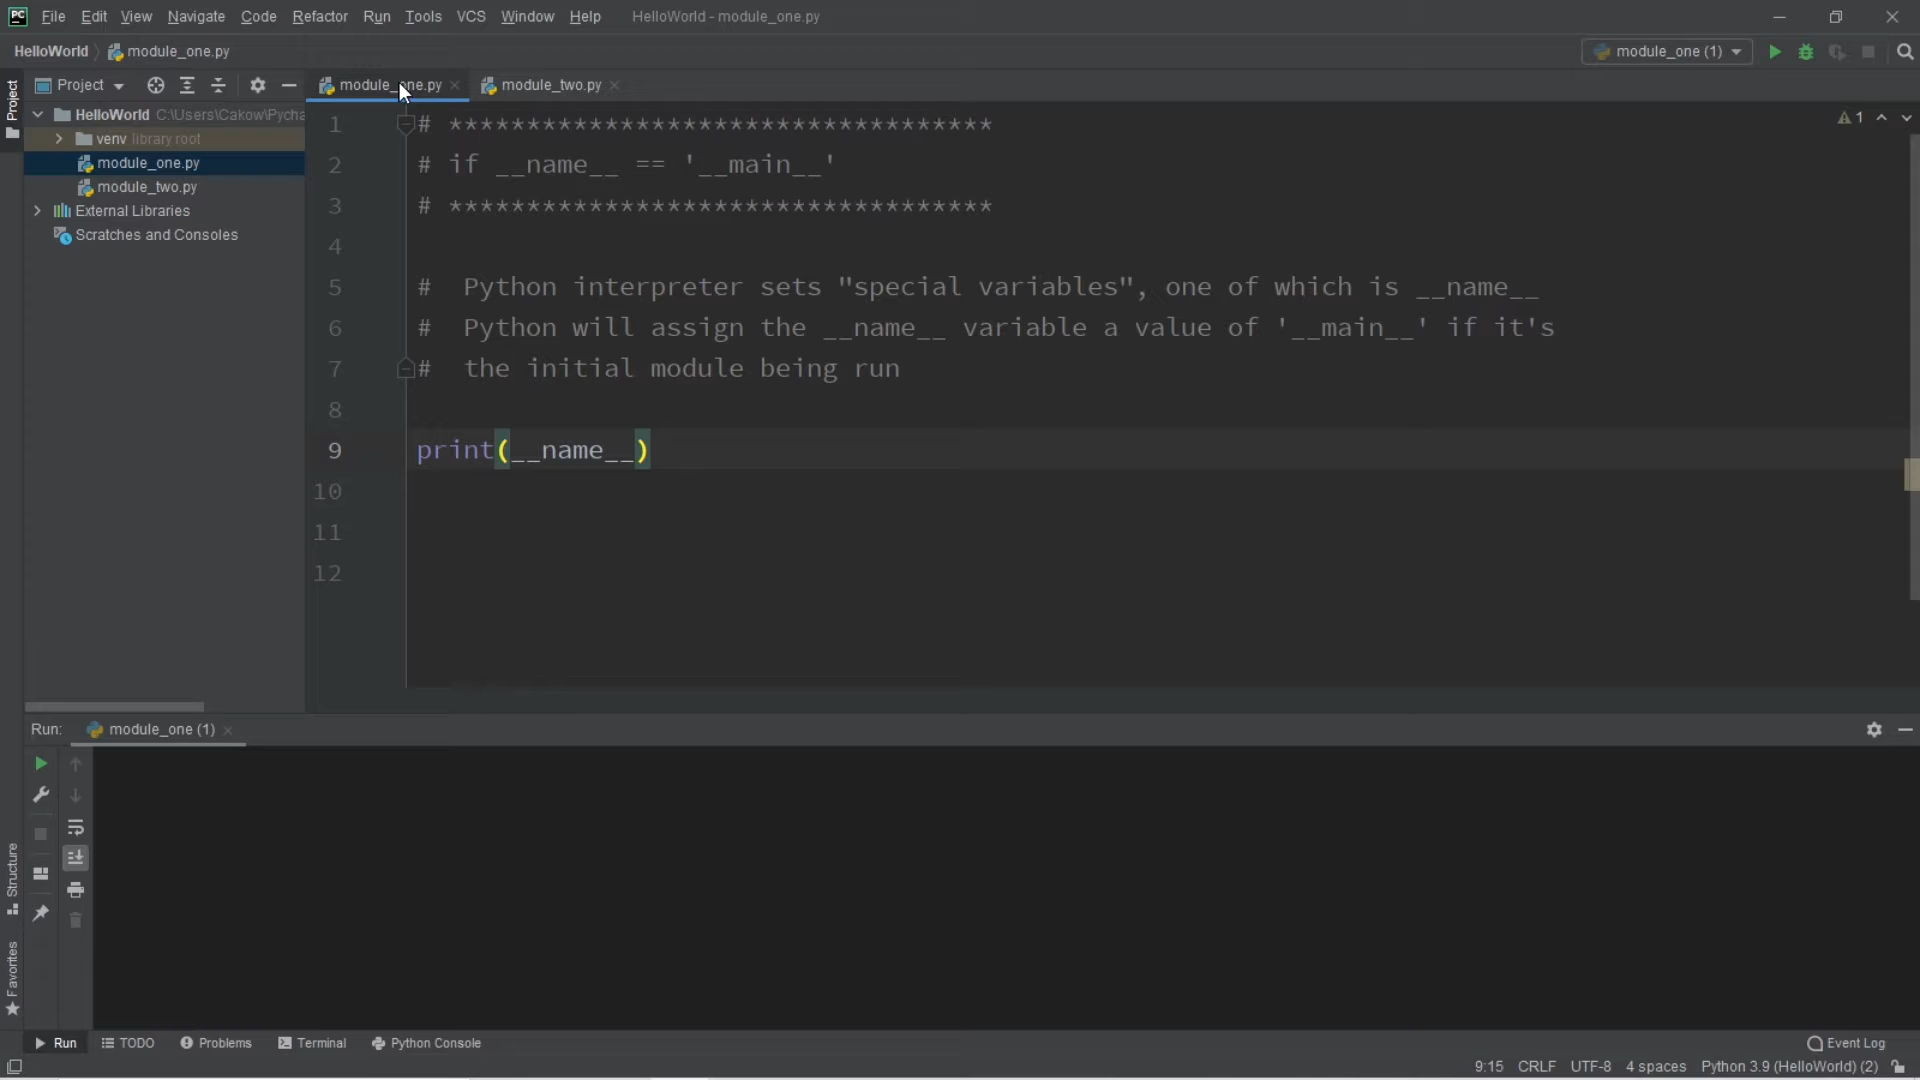 PC File Edit View Navigate Code Refactor Run Tools VCS Window Help HelloWorld - module_one.py
HelloWorld module_one.py module_one (1)
Project module_one.py module_two.py
Project
HelloWorld C:\Users\Cakow\Pycha
venv library root
module_one.py
module_two.py
External Libraries
Scratches and Consoles
1 # ***********************************
2 # if __name__ == '__main__'
3 # ***********************************
4
5 #  Python interpreter sets "special variables", one of which is __name__
6 #  Python will assign the __name__ variable a value of '__main__' if it's
7 #  the initial module being run
8
9 print(__name__)
10
11
12
1
Run: module_one (1)
Structure
Favorites
Run TODO Problems Terminal Python Console Event Log
9:15 CRLF UTF-8 4 spaces Python 3.9 (HelloWorld) (2)